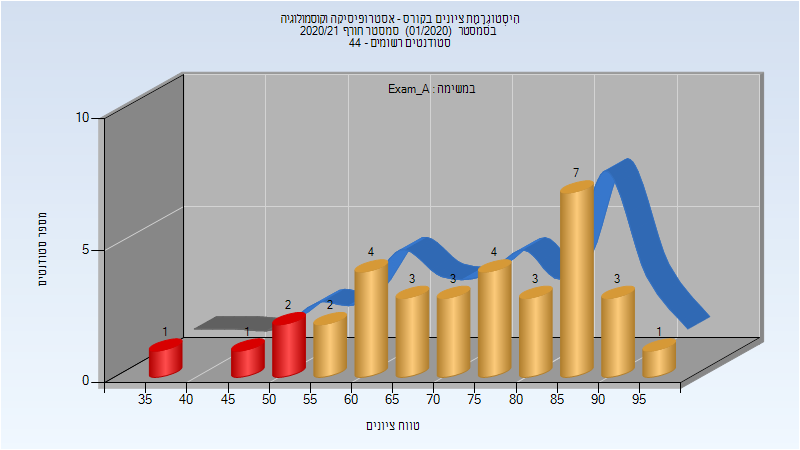 היסטוגרמת ציונים בקורס - אסטרופיסיקה וקוסמולוגיה
בסמסטר (01/2020) סמסטר חורף 2020/21
סטודנטים רשומים - 44
במשימה : Exam_A
10
5
0
מספר סטודנטים
1
1
2
2
4
3
3
4
3
7
3
1
35 40 45 50 55 60 65 70 75 80 85 90 95
טווח ציונים